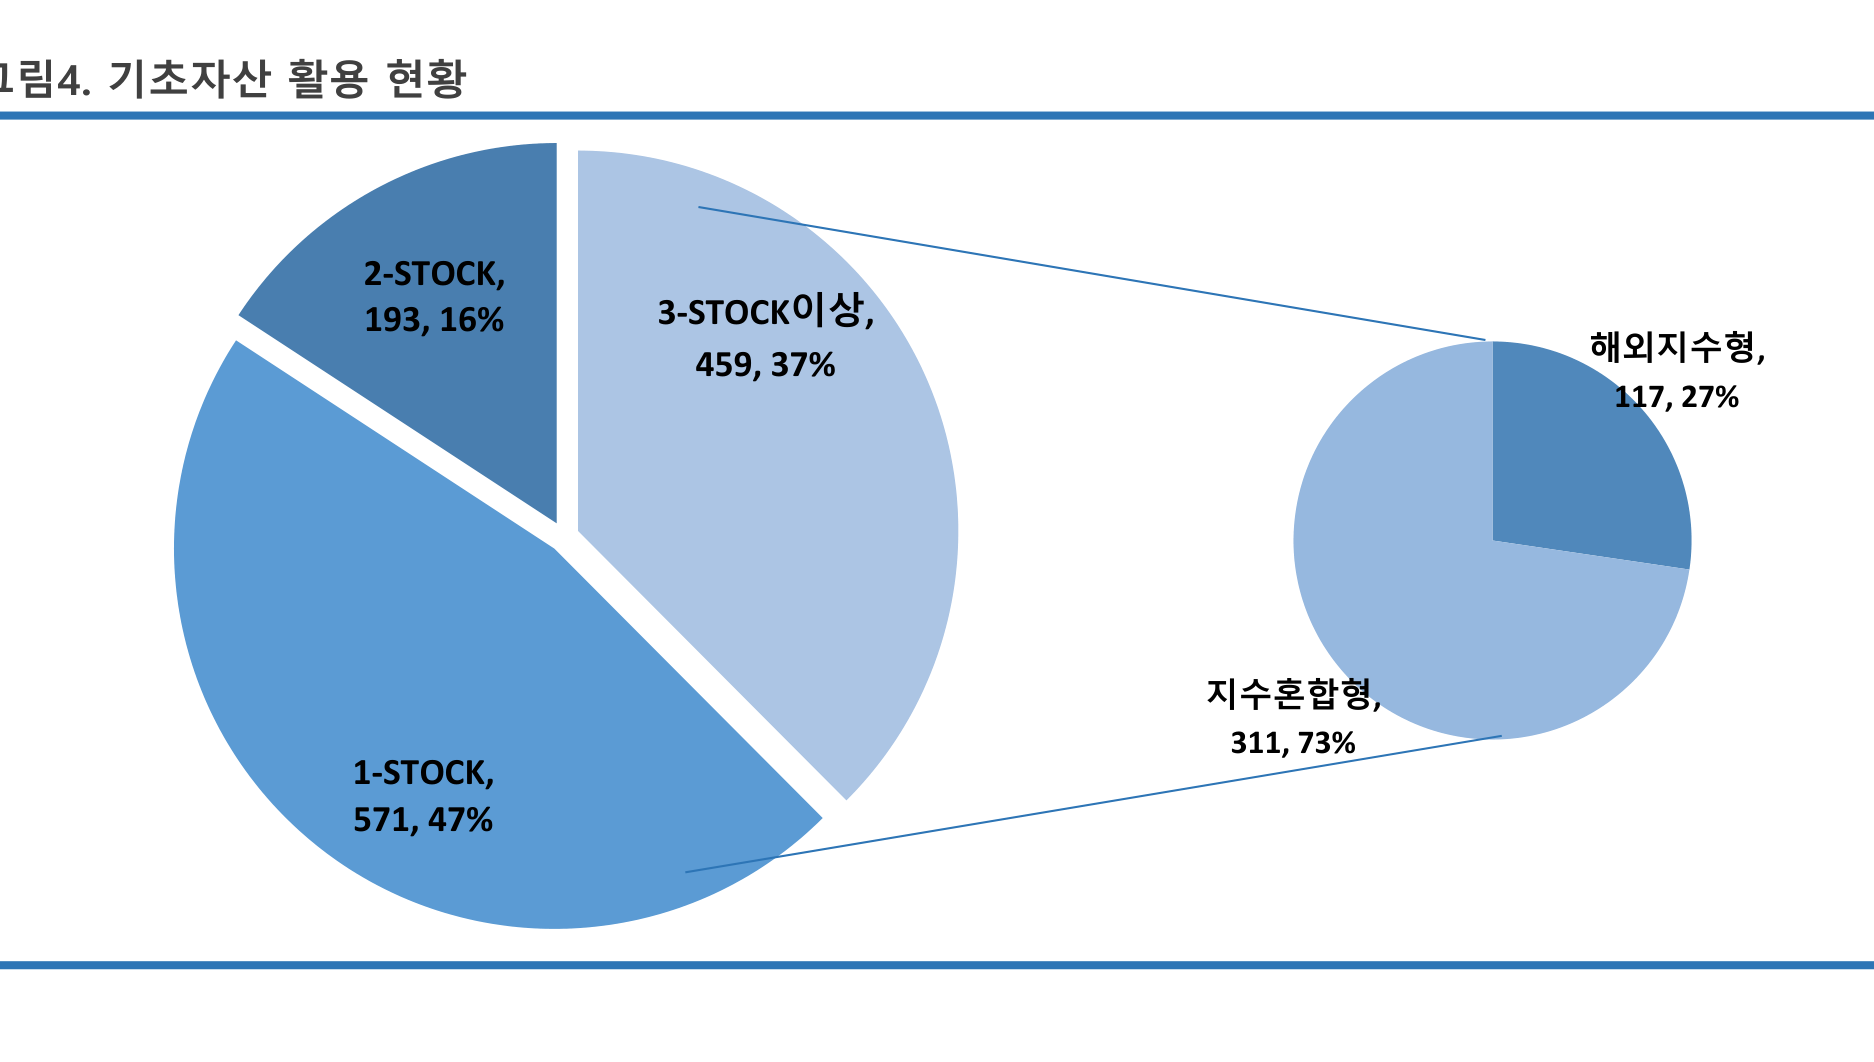 그림4. 기초자산 활용 현황
2-STOCK,
193, 16%
3-STOCK이상,
459, 37%
해외지수형,
117, 27%
지수혼합형,
311, 73%
1-STOCK,
571, 47%